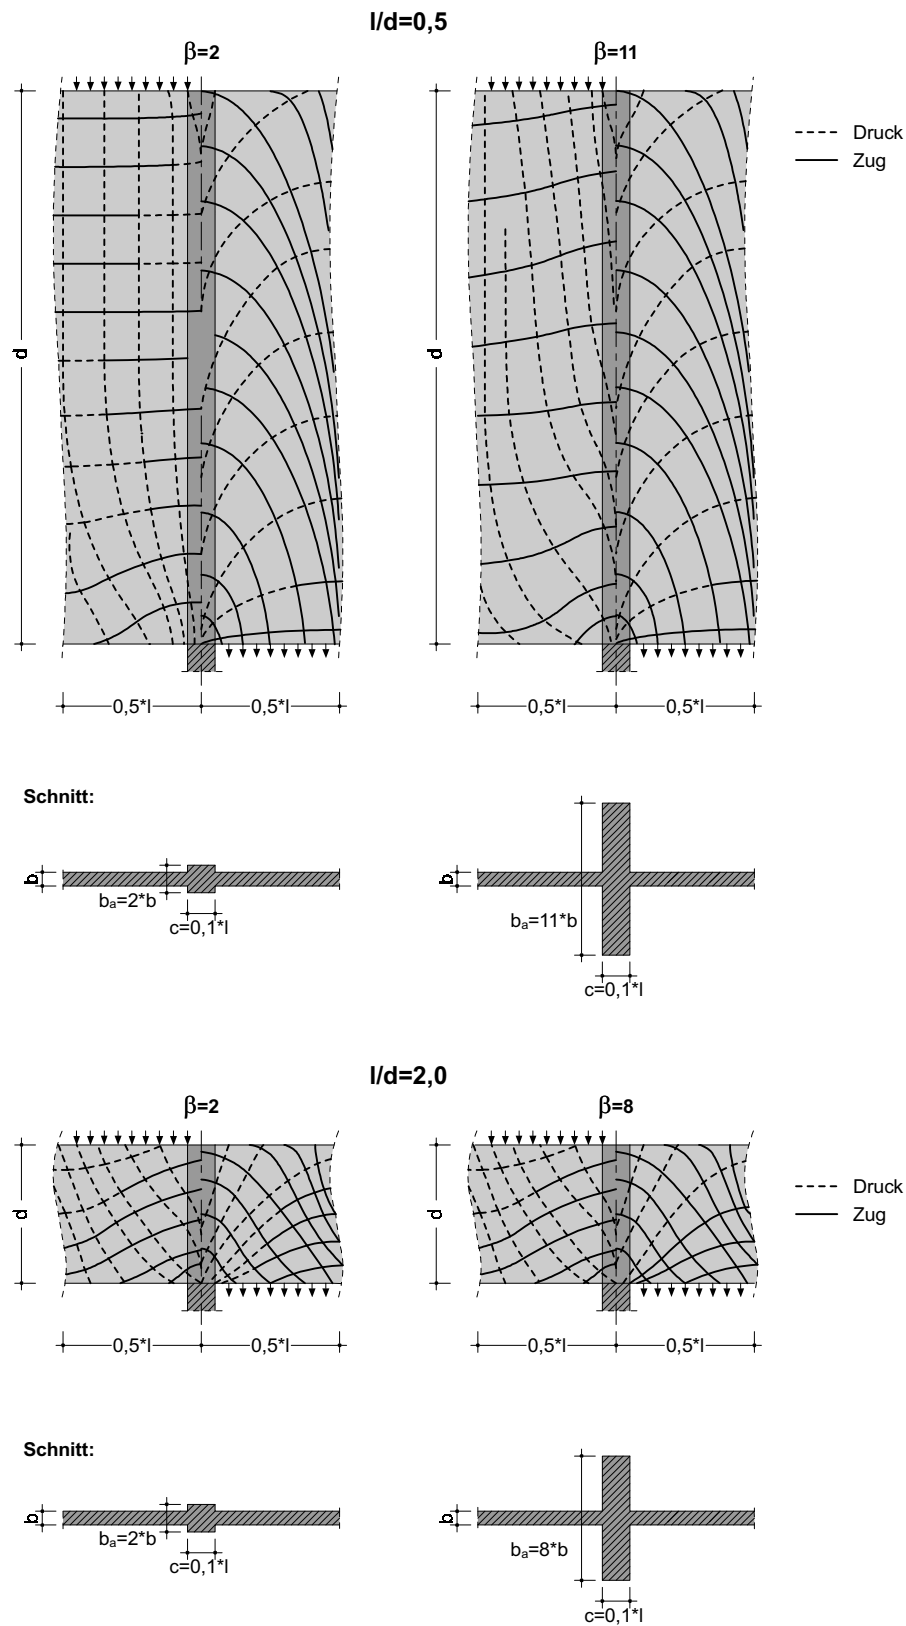 l/d=0,5
β=2
β=11
Druck
Zug
d
d
0,5*l
0,5*l
0,5*l
0,5*l
Schnitt:
b
bₐ=2*b
c=0,1*l
b
bₐ=11*b
c=0,1*l
l/d=2,0
β=2
β=8
Druck
Zug
d
d
0,5*l
0,5*l
0,5*l
0,5*l
Schnitt:
b
bₐ=2*b
c=0,1*l
b
bₐ=8*b
c=0,1*l